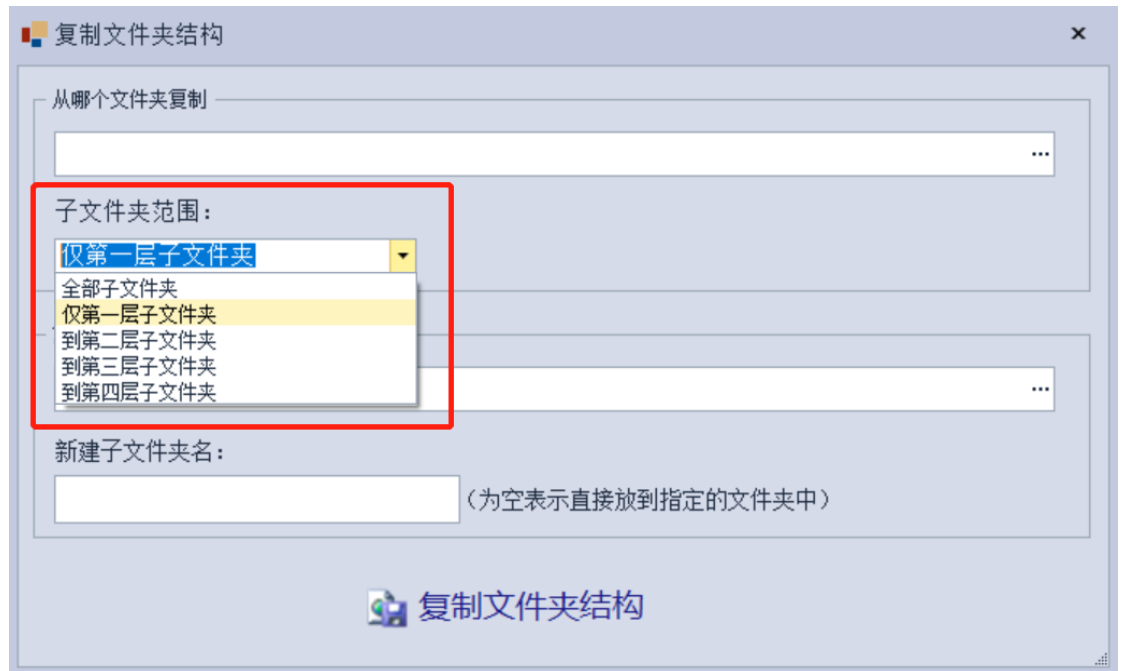 复制文件夹结构
从哪个文件夹复制
...
子文件夹范围：
仅第一层子文件夹
全部子文件夹
仅第一层子文件夹
到第二层子文件夹
到第三层子文件夹
到第四层子文件夹
...
新建子文件夹名：
（为空表示直接放到指定的文件夹中）
复制文件夹结构